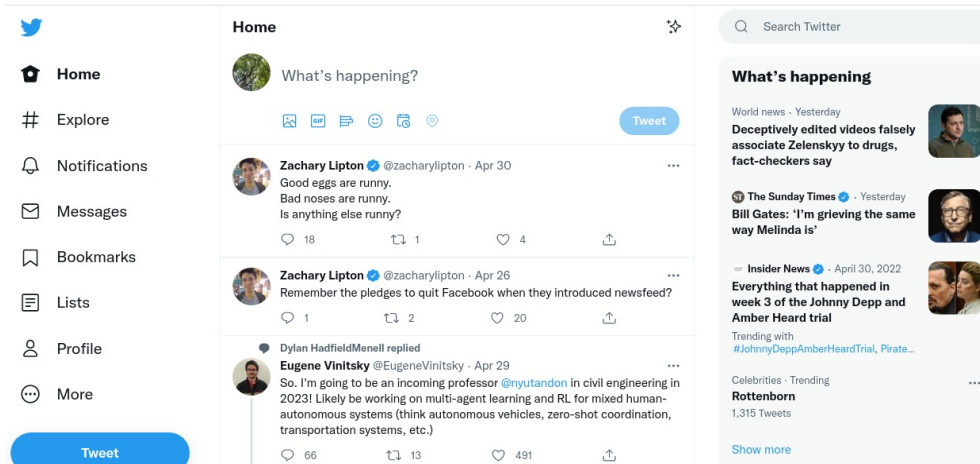 Home
Explore
Notifications
Messages
Bookmarks
Lists
Profile
More
Tweet
Home
What's happening?
GIF
Tweet
Zachary Lipton @zacharylipton · Apr 30
Good eggs are runny.
Bad noses are runny.
Is anything else runny?
18 1 4
Zachary Lipton @zacharylipton · Apr 26
Remember the pledges to quit Facebook when they introduced newsfeed?
1 2 20
Dylan HadfieldMenell replied
Eugene Vinitsky @EugeneVinitsky · Apr 29
So. I'm going to be an incoming professor @nyutandon in civil engineering in
2023! Likely be working on multi-agent learning and RL for mixed human-
autonomous systems (think autonomous vehicles, zero-shot coordination,
transportation systems, etc.)
66 13 491
Search Twitter
What's happening
World news · Yesterday
Deceptively edited videos falsely
associate Zelenskyy to drugs,
fact-checkers say
ST The Sunday Times · Yesterday
Bill Gates: 'I'm grieving the same
way Melinda is'
Insider News · April 30, 2022
Everything that happened in
week 3 of the Johnny Depp and
Amber Heard trial
Trending with
#JohnnyDeppAmberHeardTrial, Pirate...
Celebrities · Trending
Rottenborn
1,315 Tweets
Show more